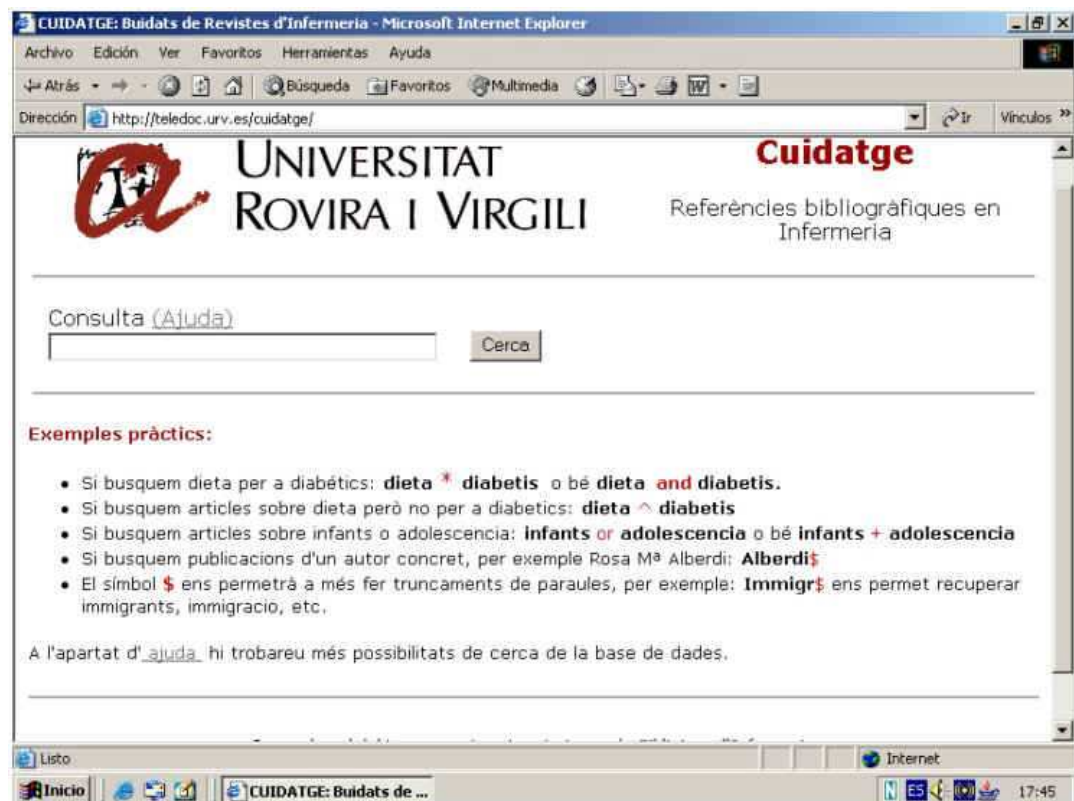 CUIDATGE: Buidats de Revistes d'Infermeria - Microsoft Internet Explorer
Archivo Edición Ver Favoritos Herramientas Ayuda
Atrás Búsqueda Favoritos Multimedia
Dirección http://teledoc.urv.es/cuidatge/ Ir Vínculos »
UNIVERSITAT
ROVIRA I VIRGILI
Cuidatge
Referències bibliogràfiques en
Infermeria
Consulta (Ajuda)
Cerca
Exemples pràctics:
• Si busquem dieta per a diabétics: dieta * diabetis o bé dieta and diabetis.
• Si busquem articles sobre dieta però no per a diabetics: dieta ^ diabetis
• Si busquem articles sobre infants o adolescencia: infants or adolescencia o bé infants + adolescencia
• Si busquem publicacions d'un autor concret, per exemple Rosa Mª Alberdi: Alberdi$
• El símbol $ ens permetrà a més fer truncaments de paraules, per exemple: Immigr$ ens permet recuperar
immigrants, immigracio, etc.
A l'apartat d' ajuda hi trobareu més possibilitats de cerca de la base de dades.
Listo Internet
Inicio CUIDATGE: Buidats de ... ES 17:45